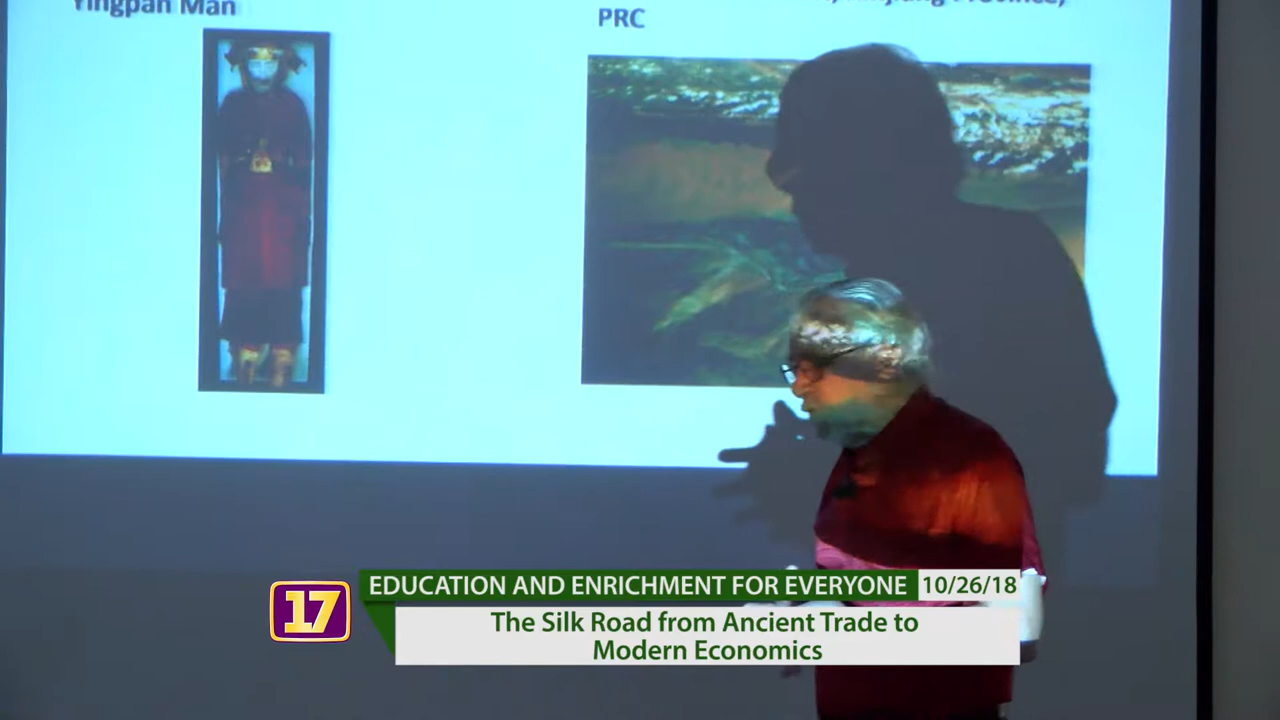 Yingpan Man
Province,
PRC
17
EDUCATION AND ENRICHMENT FOR EVERYONE 10/26/18
The Silk Road from Ancient Trade to
Modern Economics